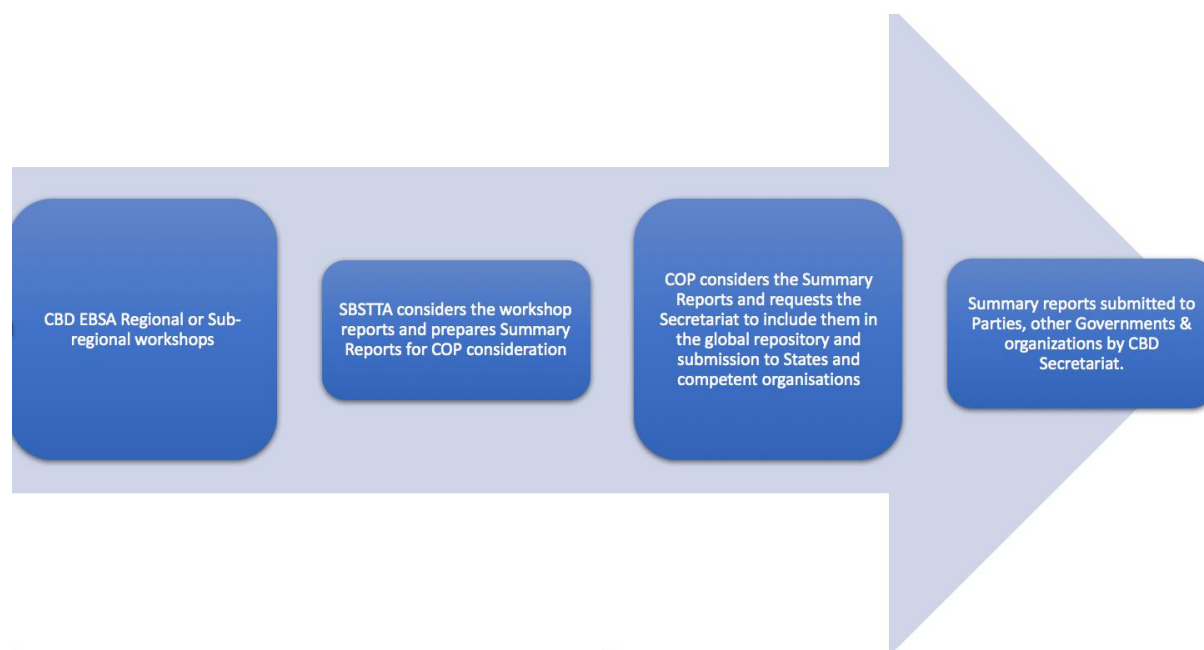 CBD EBSA Regional or Sub-
regional workshops
SBSTTA considers the workshop
reports and prepares Summary
Reports for COP consideration
COP considers the Summary
Reports and requests the
Secretariat to include them in
the global repository and
submission to States and
competent organisations
Summary reports submitted to
Parties, other Governments &
organizations by CBD
Secretariat.